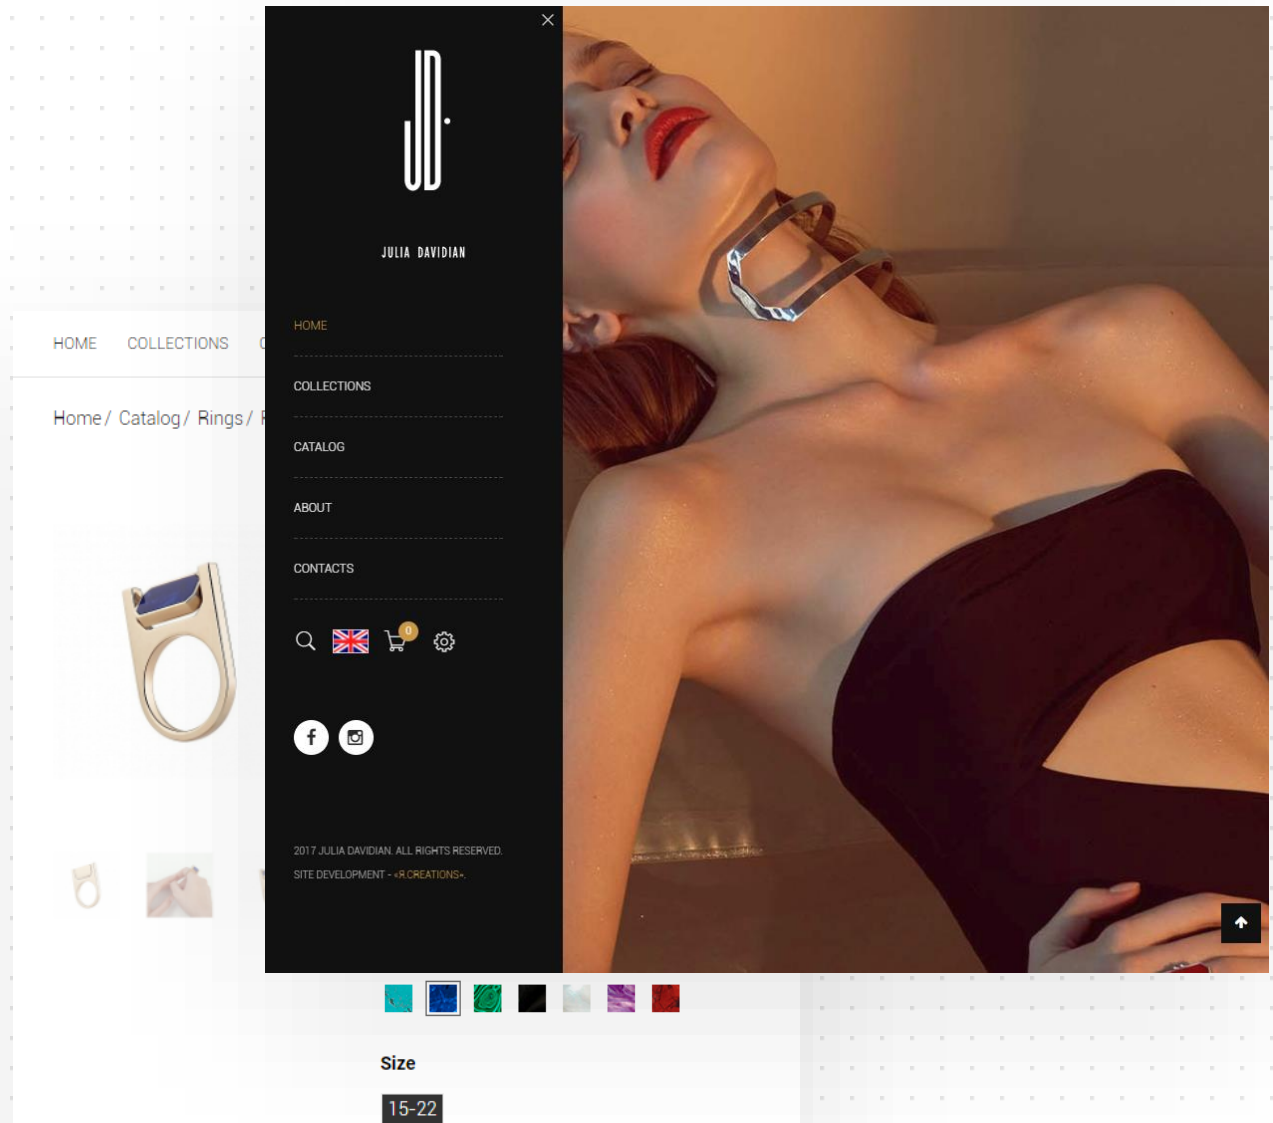 JD
JULIA DAVIDIAN
HOME
COLLECTIONS
CATALOG
ABOUT
CONTACTS
0
2017 JULIA DAVIDIAN. ALL RIGHTS RESERVED.
SITE DEVELOPMENT - «Я.CREATIONS».
HOME COLLECTIONS
Home / Catalog / Rings /
Size
15-22